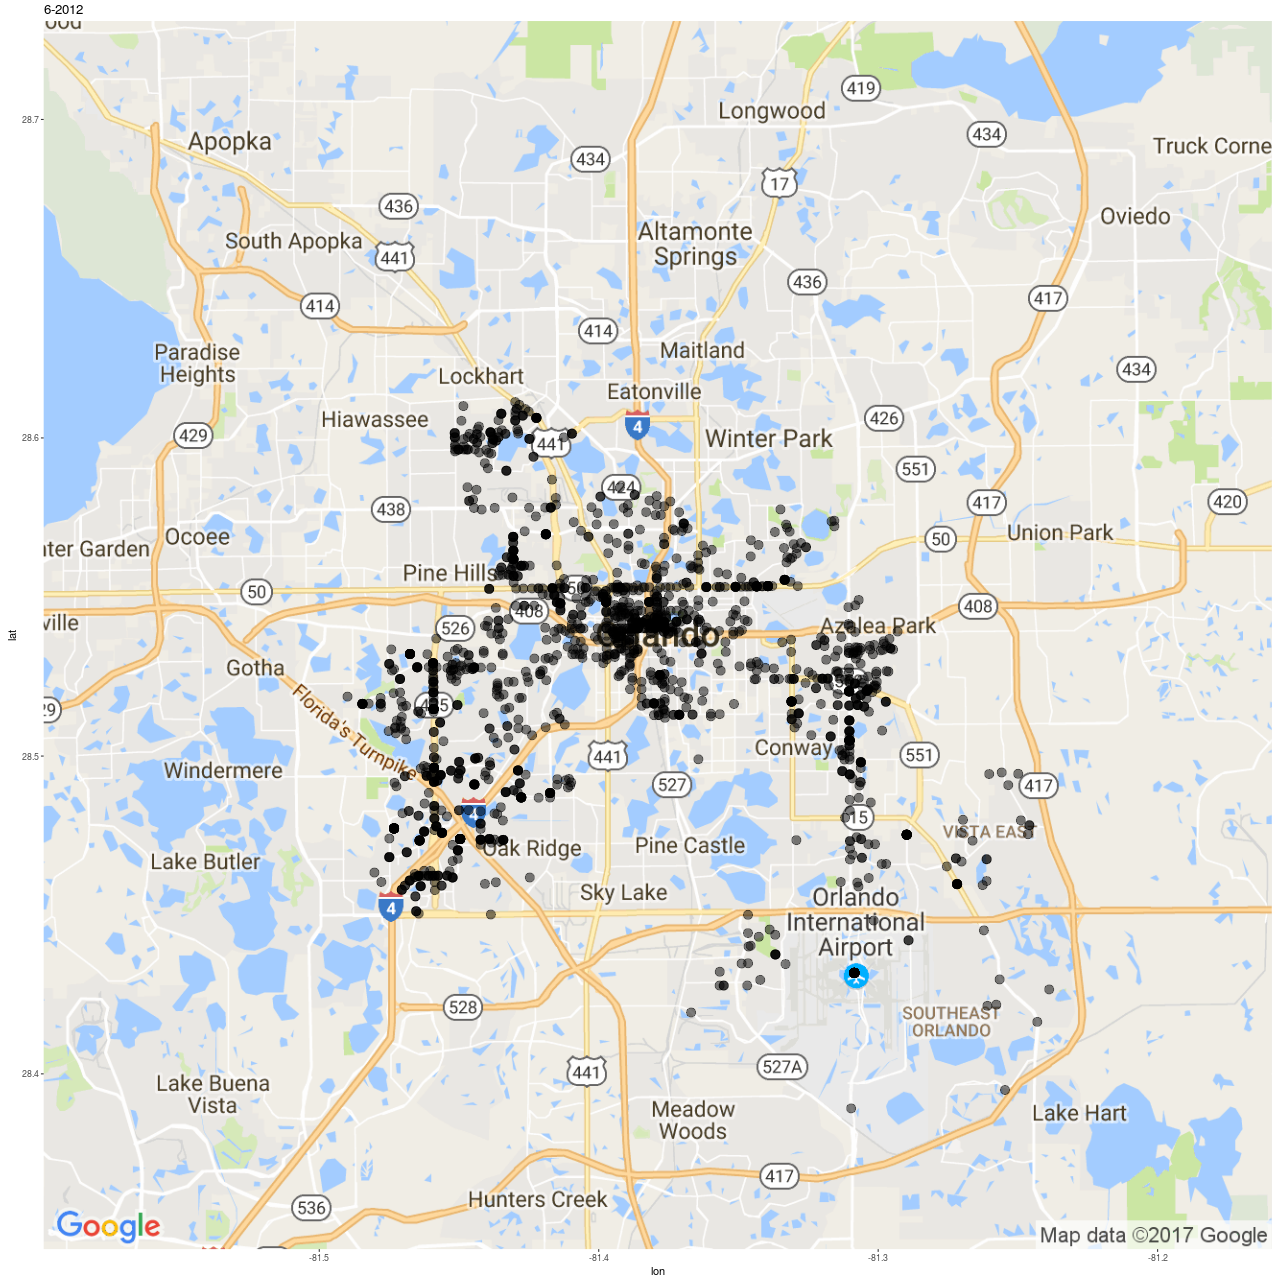 6-2012
ood
419
Longwood
434
Apopka
434
Truck Corne
17
436
Oviedo
South Apopka
Altamonte
Springs
441
436
417
414
414
Maitland
Paradise
Heights
434
Lockhart
Eatonville
Hiawassee
426
4
429
441
Winter Park
551
424
417
420
438
Ocoee
50
Union Park
ater Garden
Pine Hills
50
50
408
408
ville
526
Azalea Park
Orlando
Gotha
29
435
Florida's Turnpike
441
Conway
551
Windermere
527
417
4
15
VISTA EAST
Oak Ridge
Pine Castle
Lake Butler
Sky Lake
4
Orlando
International
Airport
528
SOUTHEAST
ORLANDO
441
527A
Lake Buena
Vista
Meadow
Woods
Lake Hart
417
Hunters Creek
536
Google
Map data ©2017 Google
28.7
28.6
28.5
28.4
lat
-81.5
-81.4
-81.3
-81.2
lon